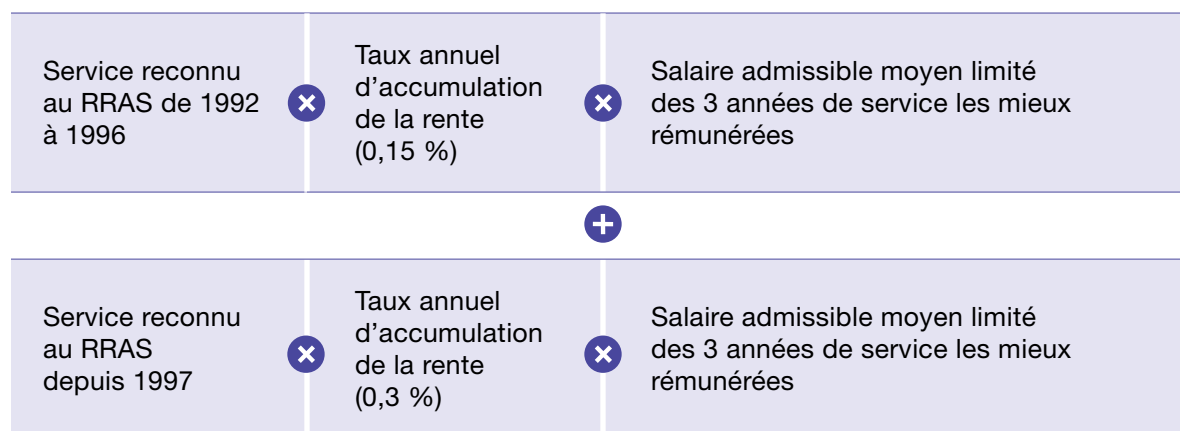 Service reconnu
au RRAS de 1992
à 1996
×
Taux annuel
d'accumulation
de la rente
(0,15 %)
×
Salaire admissible moyen limité
des 3 années de service les mieux
rémunérées
+
Service reconnu
au RRAS
depuis 1997
×
Taux annuel
d'accumulation
de la rente
(0,3 %)
×
Salaire admissible moyen limité
des 3 années de service les mieux
rémunérées